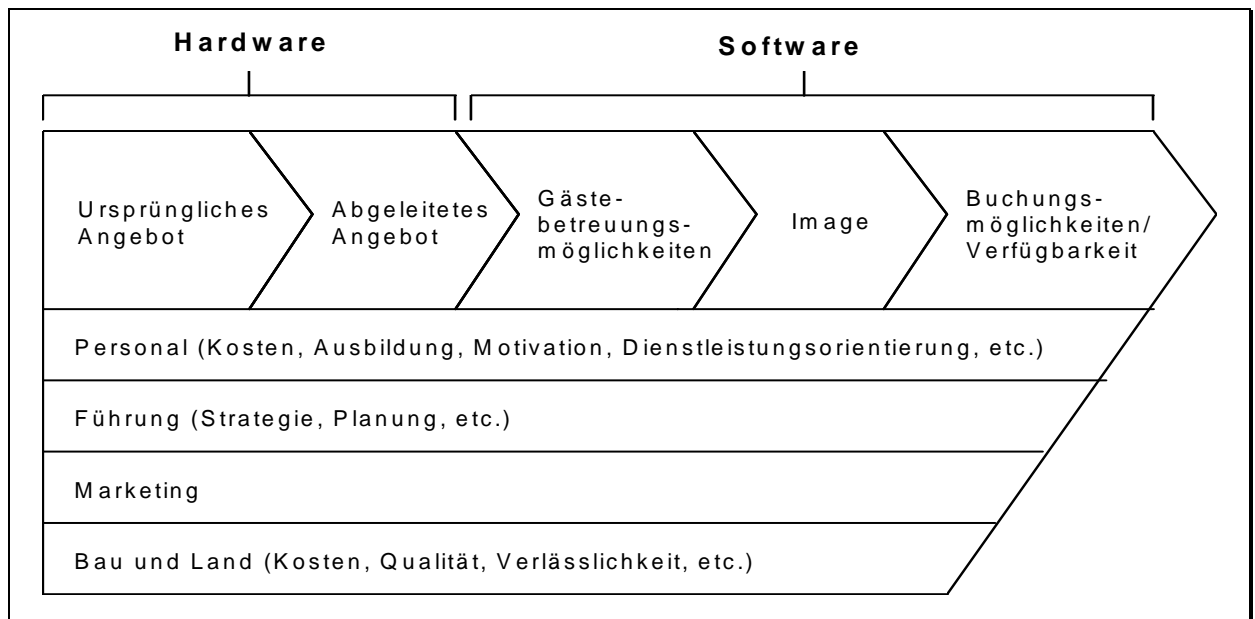 Hardware
Software
Ursprüngliches
Angebot
Abgeleitetes
Angebot
Gäste-
betreuungs-
möglichkeiten
Image
Buchungs-
möglichkeiten/
Verfügbarkeit
Personal (Kosten, Ausbildung, Motivation, Dienstleistungsorientierung, etc.)
Führung (Strategie, Planung, etc.)
Marketing
Bau und Land (Kosten, Qualität, Verlässlichkeit, etc.)